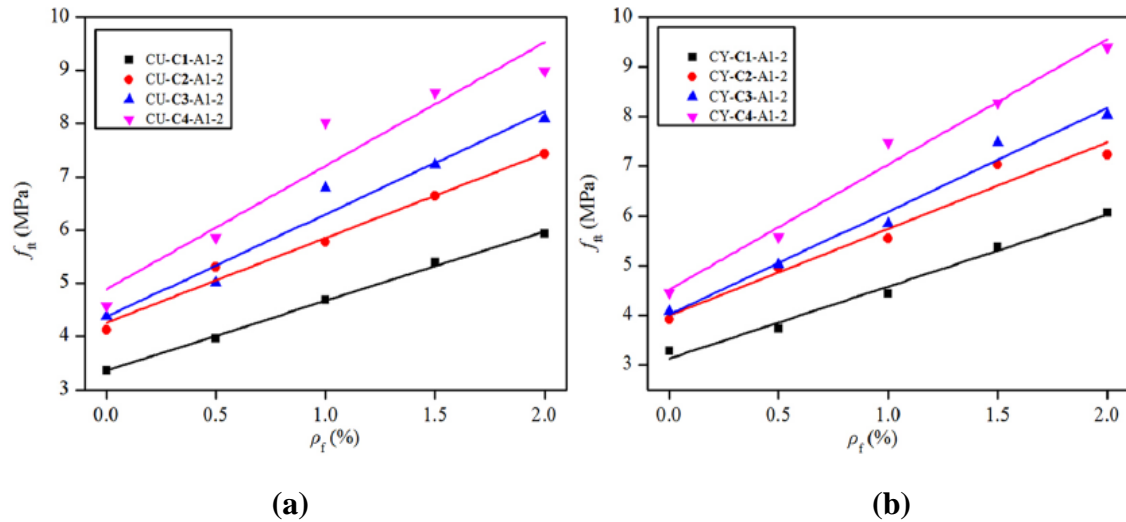 10
9
8
7
6
5
4
3
f_ft (MPa)
CU-C1-A1-2
CU-C2-A1-2
CU-C3-A1-2
CU-C4-A1-2
0.0 0.5 1.0 1.5 2.0
ρ_f (%)
(a)
10
9
8
7
6
5
4
3
f_ft (MPa)
CY-C1-A1-2
CY-C2-A1-2
CY-C3-A1-2
CY-C4-A1-2
0.0 0.5 1.0 1.5 2.0
ρ_f (%)
(b)